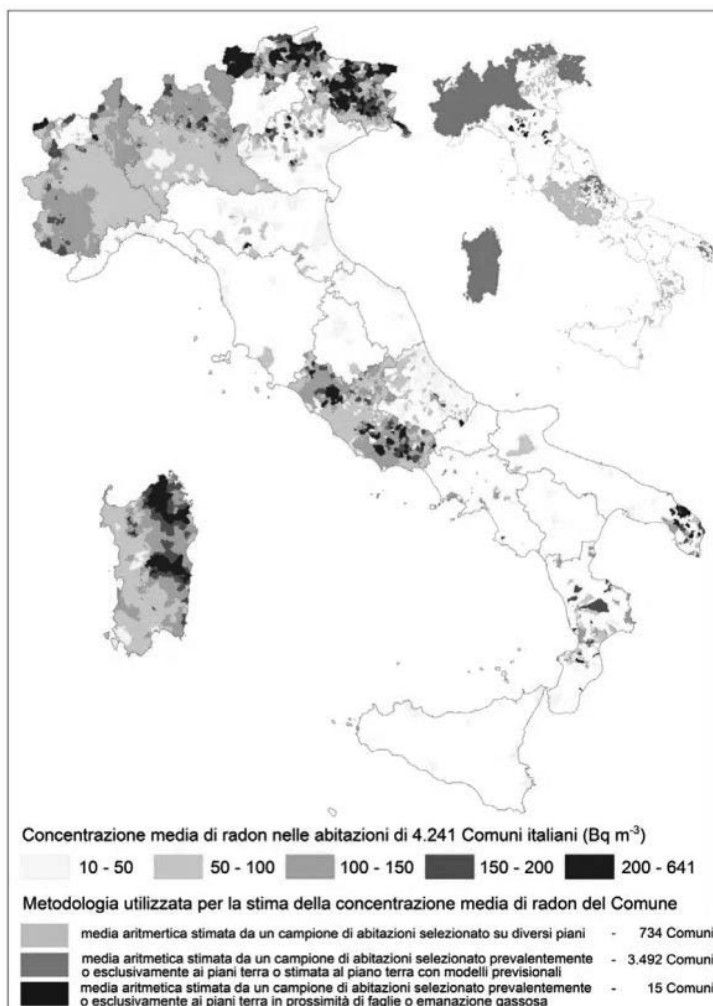 Concentrazione media di radon nelle abitazioni di 4.241 Comuni italiani (Bq m⁻³)
10 - 50 50 - 100 100 - 150 150 - 200 200 - 641
Metodologia utilizzata per la stima della concentrazione media di radon del Comune
media aritmertica stimata da un campione di abitazioni selezionato su diversi piani - 734 Comuni
media aritmetica stimata da un campione di abitazioni selezionato prevalentemente - 3.492 Comuni
o esclusivamente ai piani terra o stimata al piano terra con modelli previsionali
media aritmetica stimata da un campione di abitazioni selezionato prevalentemente - 15 Comuni
o esclusivamente ai piani terra in prossimità di faglie o emanazione gassosa